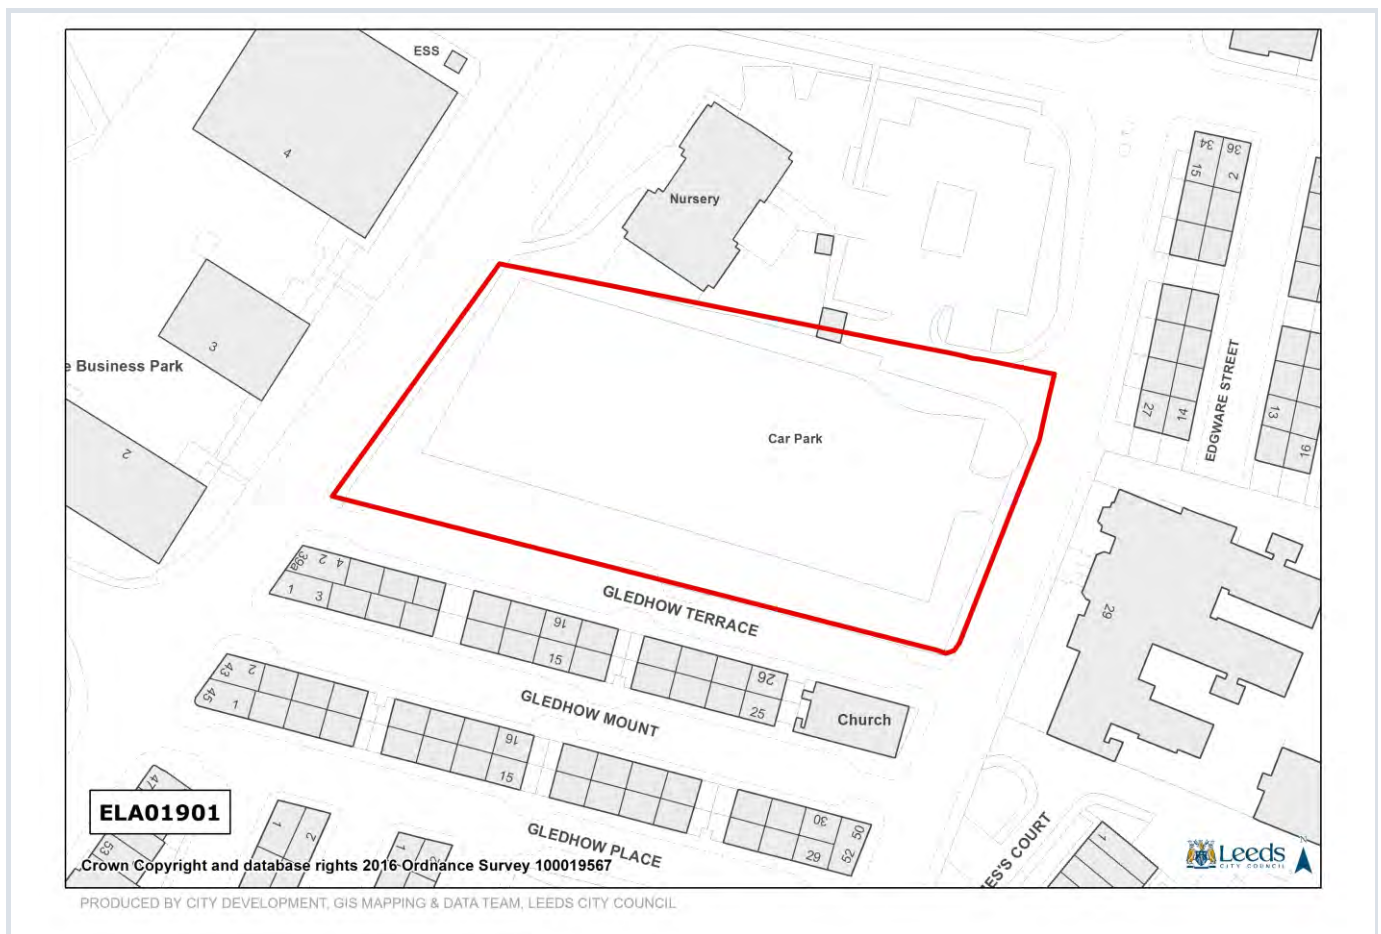 ESS
4
Nursery
34
36
15
2
3
e Business Park
2
27
14
EDGWARE STREET
13
19
Car Park
39a
2
4
1
3
GLEDHOW TERRACE
16
15
26
25
Church
29
43
2
45
1
GLEDHOW MOUNT
16
15
30
50
29
52
GLEDHOW PLACE
47
53
1
2
1
ES'S COURT
1
ELA01901
Crown Copyright and database rights 2016 Ordnance Survey 100019567
Leeds
CITY COUNCIL
N
PRODUCED BY CITY DEVELOPMENT, GIS MAPPING & DATA TEAM, LEEDS CITY COUNCIL